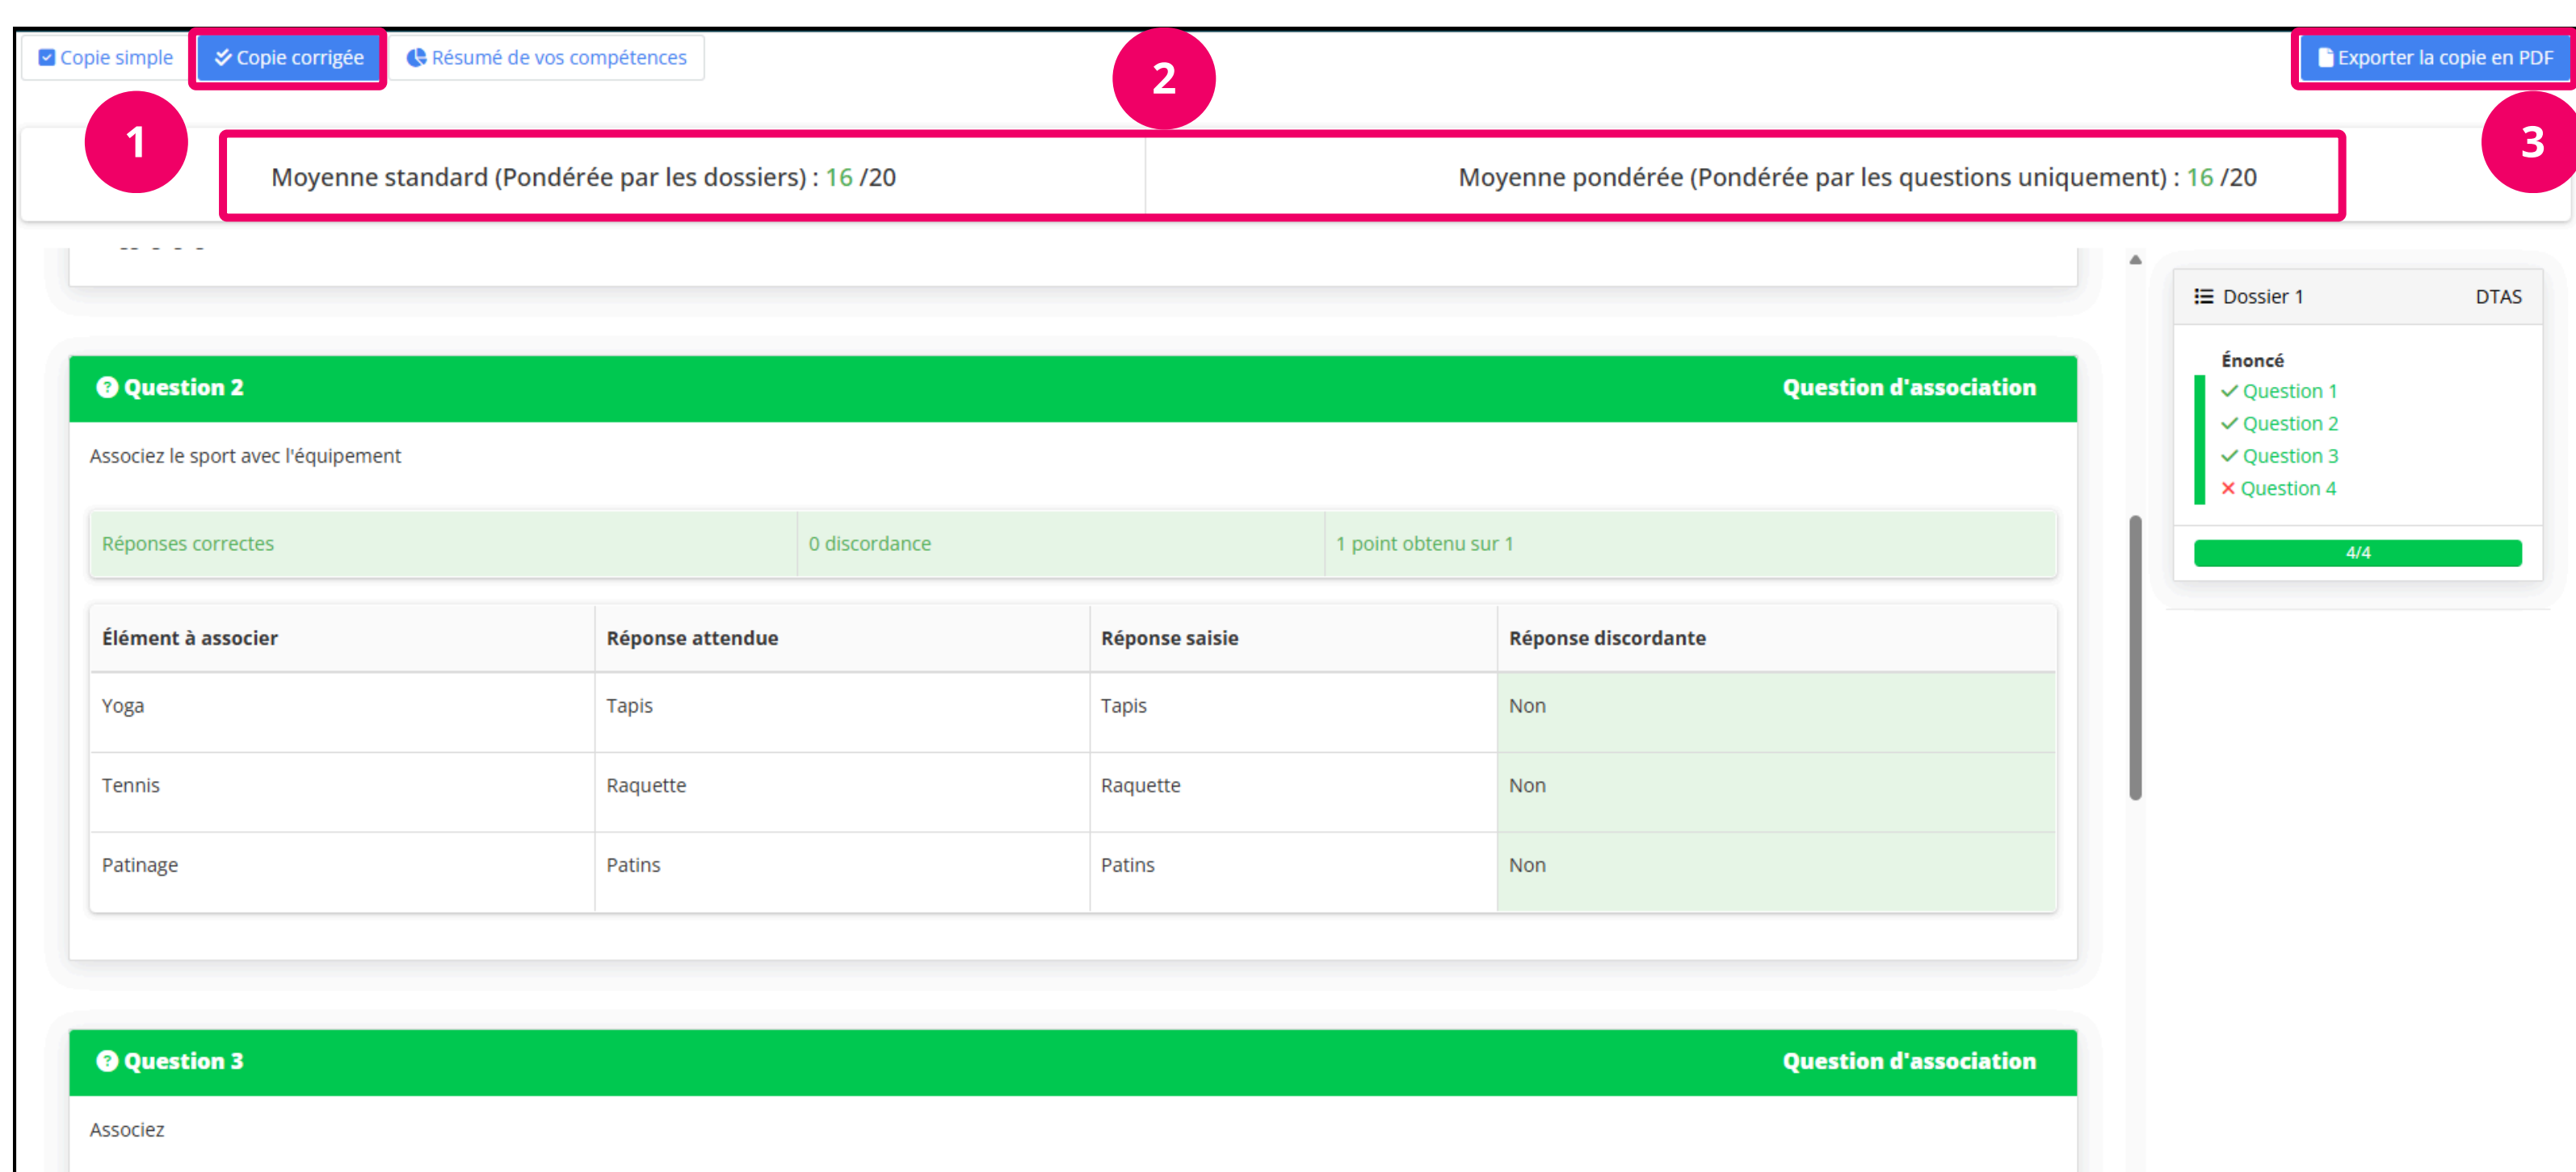 Copie simple Copie corrigée Résumé de vos compétences Exporter la copie en PDF
2
1
3
Moyenne standard (Pondérée par les dossiers) : 16 /20 Moyenne pondérée (Pondérée par les questions uniquement) : 16 /20
Dossier 1 DTAS
Énoncé
Question 1
Question 2
Question 3
Question 4
4/4
Question 2 Question d'association
Associez le sport avec l'équipement
Réponses correctes 0 discordance 1 point obtenu sur 1
Élément à associer Réponse attendue Réponse saisie Réponse discordante
Yoga Tapis Tapis Non
Tennis Raquette Raquette Non
Patinage Patins Patins Non
Question 3 Question d'association
Associez